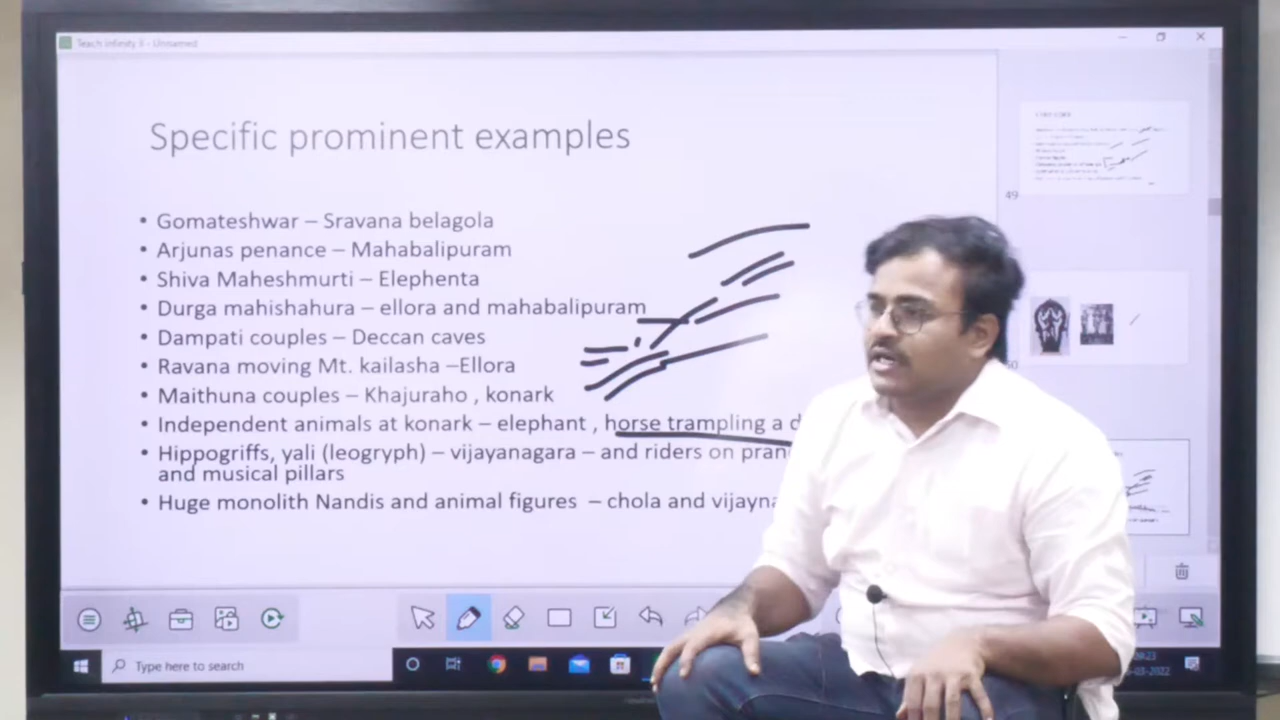 Teach Infinity X - Unnamed
Specific prominent examples
• Gomateshwar – Sravana belagola
• Arjunas penance – Mahabalipuram
• Shiva Maheshmurti – Elephenta
• Durga mahishahura – ellora and mahabalipuram
• Dampati couples – Deccan caves
• Ravana moving Mt. kailasha –Ellora
• Maithuna couples – Khajuraho , konark
• Independent animals at konark – elephant , horse trampling a d
• Hippogriffs, yali (leogryph) – vijayanagara – and riders on pran
and musical pillars
• Huge monolith Nandis and animal figures – chola and vijayna
49
Type here to search